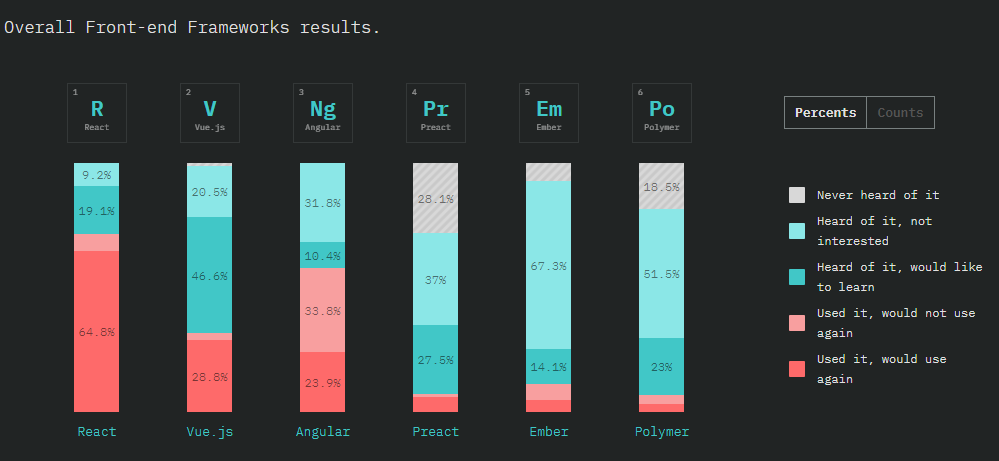 Overall Front-end Frameworks results.
1
R
React
2
V
Vue.js
3
Ng
Angular
4
Pr
Preact
5
Em
Ember
6
Po
Polymer
Percents
Counts
9.2%
19.1%
64.8%
20.5%
46.6%
28.8%
31.8%
10.4%
33.8%
23.9%
28.1%
37%
27.5%
67.3%
14.1%
18.5%
51.5%
23%
React
Vue.js
Angular
Preact
Ember
Polymer
Never heard of it
Heard of it, not
interested
Heard of it, would like
to learn
Used it, would not use
again
Used it, would use
again